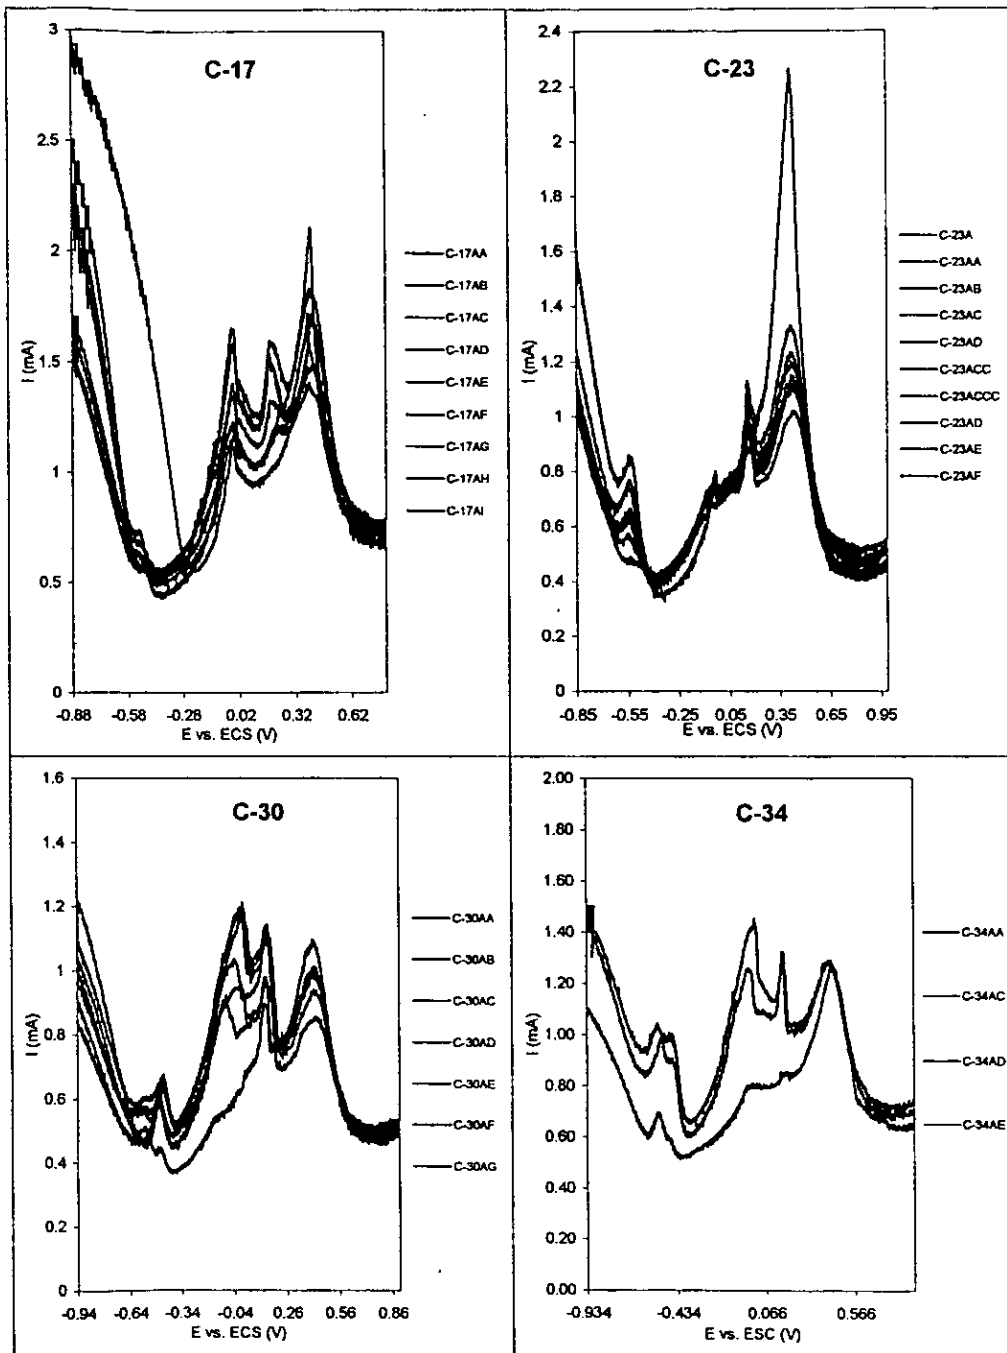 C-17
3
2.5
2
1.5
1
0.5
0
I (mA)
-0.88 -0.58 -0.28 0.02 0.32 0.62
E vs. ECS (V)
C-17AA
C-17AB
C-17AC
C-17AD
C-17AE
C-17AF
C-17AG
C-17AH
C-17AI
C-23
2.4
2.2
2
1.8
1.6
1.4
1.2
1
0.8
0.6
0.4
0.2
0
I (mA)
-0.85 -0.55 -0.25 0.05 0.35 0.65 0.95
E vs. ECS (V)
C-23A
C-23AA
C-23AB
C-23AC
C-23AD
C-23ACC
C-23ACCC
C-23AD
C-23AE
C-23AF
C-30
1.6
1.4
1.2
1
0.8
0.6
0.4
0.2
0
I (mA)
-0.94 -0.64 -0.34 -0.04 0.26 0.56 0.86
E vs. ECS (V)
C-30AA
C-30AB
C-30AC
C-30AD
C-30AE
C-30AF
C-30AG
C-34
2.00
1.80
1.60
1.40
1.20
1.00
0.80
0.60
0.40
0.20
0.00
I (mA)
-0.934 -0.434 0.066 0.566
E vs. ESC (V)
C-34AA
C-34AC
C-34AD
C-34AE